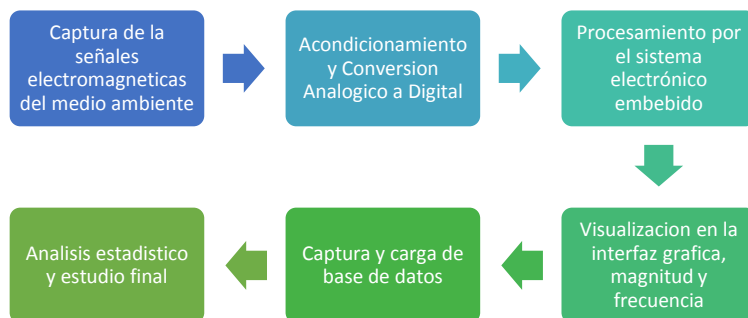 Captura de la
señales
electromagneticas
del medio ambiente
Acondicionamiento
y Conversion
Analogico a Digital
Procesamiento por
el sistema
electrónico
embebido
Visualizacion en la
interfaz grafica,
magnitud y
frecuencia
Captura y carga de
base de datos
Analisis estadistico
y estudio final